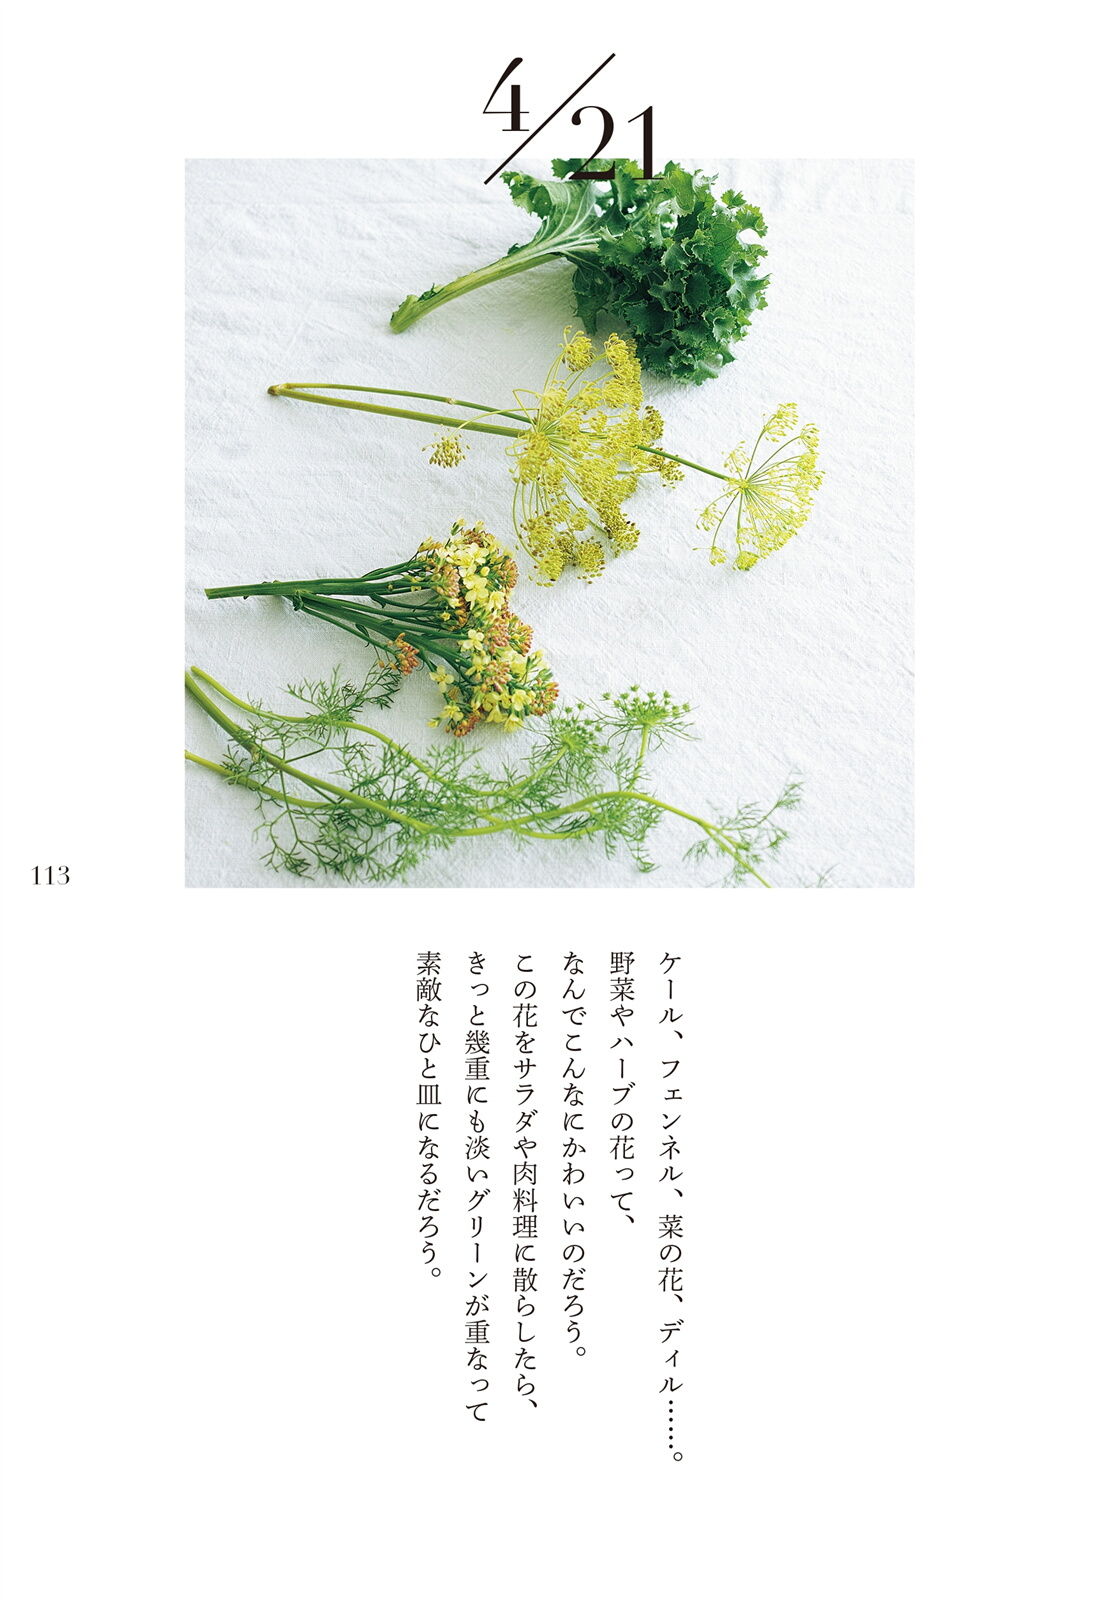 4/21
ケール、フェンネル、菜の花、ディル……。
野菜やハーブの花って、
なんでこんなにかわいいのだろう。
この花をサラダや肉料理に散らしたら、
きっと幾重にも淡いグリーンが重なって
素敵なひと皿になるだろう。
113